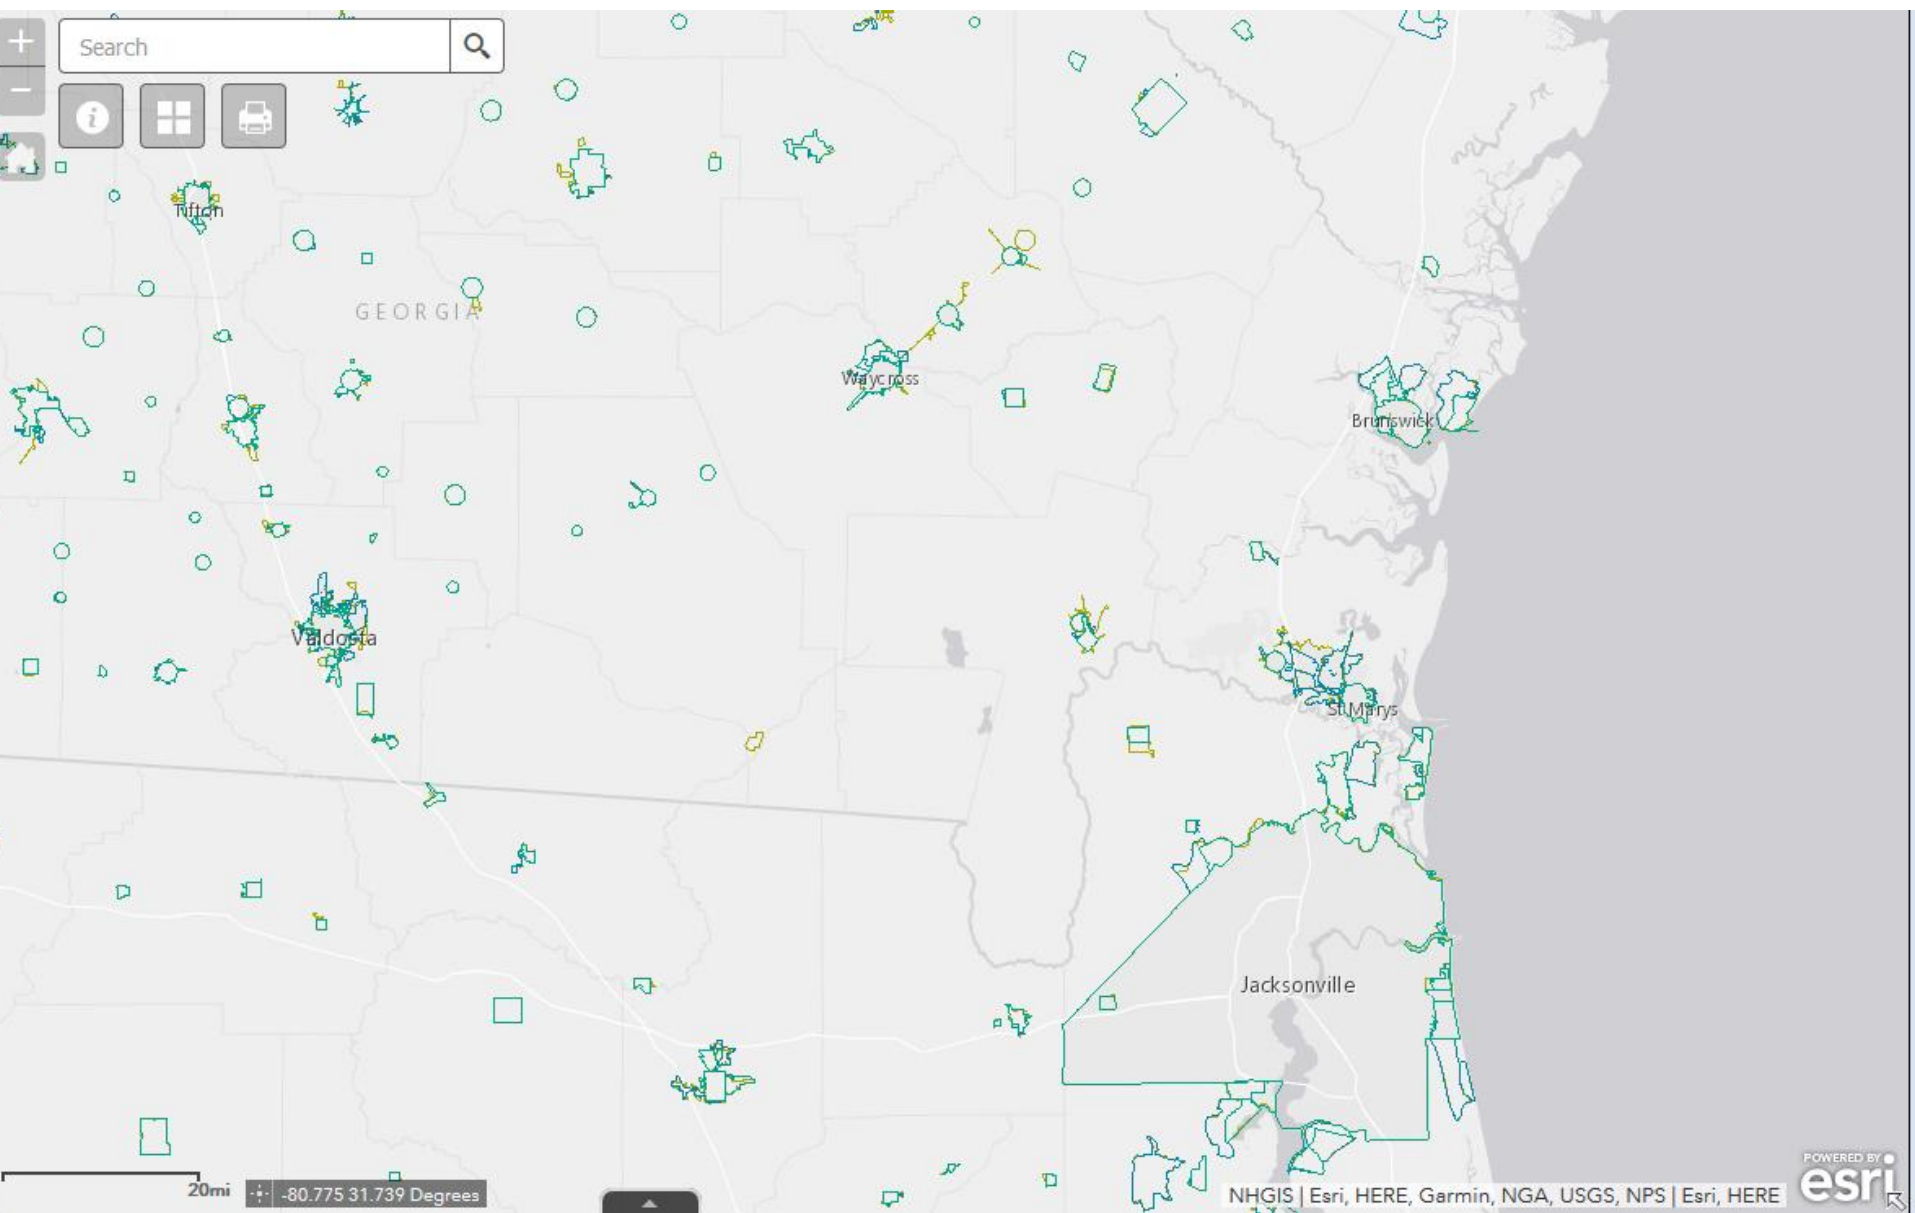 Search
Tifton
GEORGIA
Waycross
Brunswick
Valdosta
St Marys
Jacksonville
20mi
-80.775 31.739 Degrees
NHGIS | Esri, HERE, Garmin, NGA, USGS, NPS | Esri, HERE
POWERED BY
esri